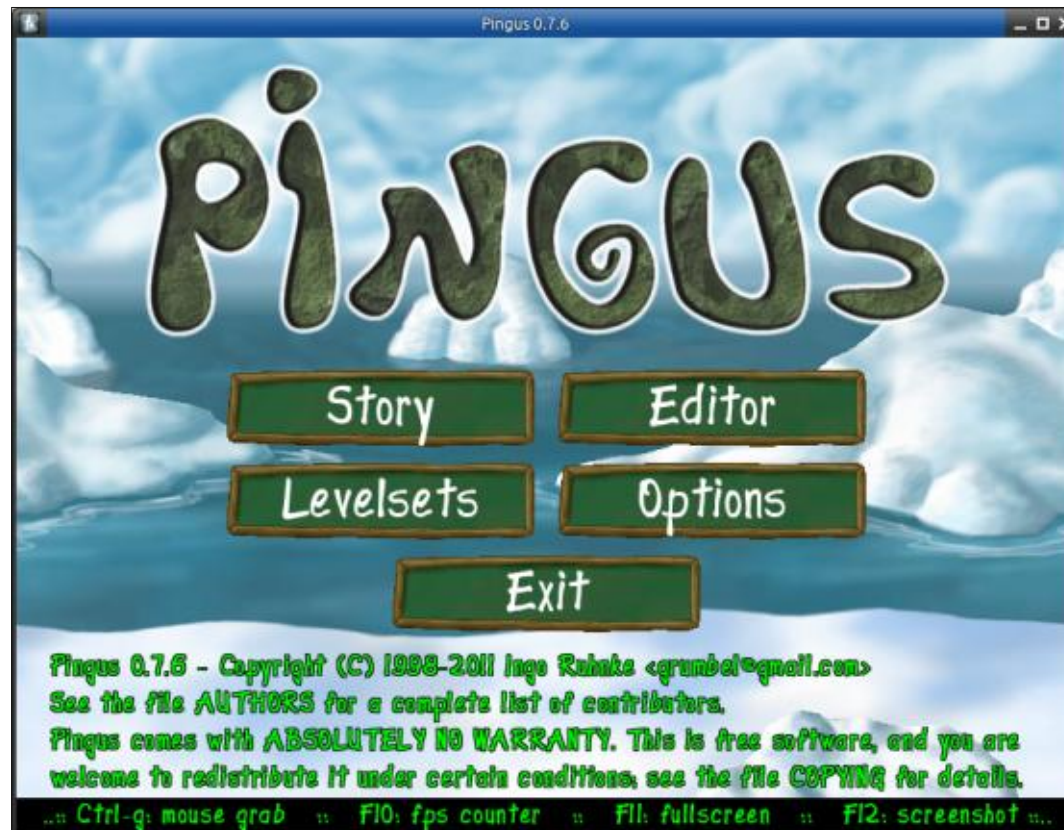 Pingus 0.7.6
PiNGUS
Story
Editor
Levelsets
Options
Exit
Pingus 0.7.6 - Copyright (C) 1998-2011 Ingo Ruhnke <grumbel@gmail.com>
See the file AUTHORS for a complete list of contributors.
Pingus comes with ABSOLUTELY NO WARRANTY. This is free software, and you are
welcome to redistribute it under certain conditions; see the file COPYING for details.
..:: Ctrl-g: mouse grab :: F10: fps counter :: F11: fullscreen :: F12: screenshot ::..